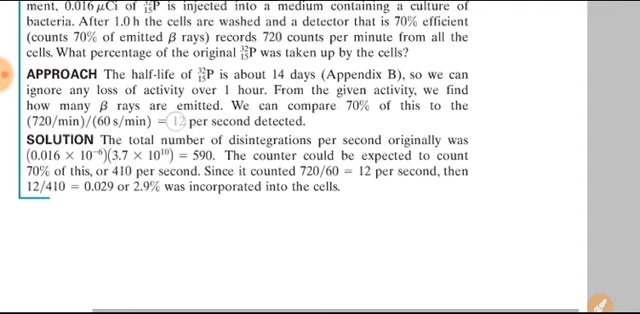 ment, 0.016 μCi of ³²₁₅P is injected into a medium containing a culture of
bacteria. After 1.0 h the cells are washed and a detector that is 70% efficient
(counts 70% of emitted β rays) records 720 counts per minute from all the
cells. What percentage of the original ³²₁₅P was taken up by the cells?
APPROACH The half-life of ³²₁₅P is about 14 days (Appendix B), so we can
ignore any loss of activity over 1 hour. From the given activity, we find
how many β rays are emitted. We can compare 70% of this to the
(720/min)/(60 s/min) = 12 per second detected.
SOLUTION The total number of disintegrations per second originally was
(0.016 × 10⁻⁶)(3.7 × 10¹⁰) = 590. The counter could be expected to count
70% of this, or 410 per second. Since it counted 720/60 = 12 per second, then
12/410 = 0.029 or 2.9% was incorporated into the cells.